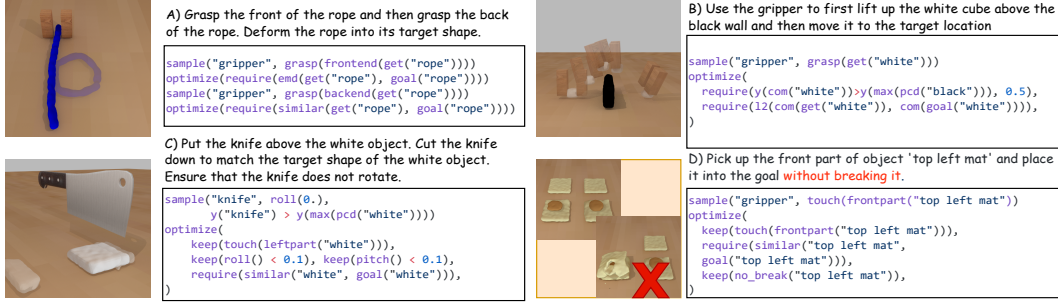 A) Grasp the front of the rope and then grasp the back
of the rope. Deform the rope into its target shape.
sample("gripper", grasp(frontend(get("rope"))))
optimize(require(emd(get("rope"), goal("rope"))))
sample("gripper", grasp(backend(get("rope"))))
optimize(require(similar(get("rope"), goal("rope"))))
B) Use the gripper to first lift up the white cube above the
black wall and then move it to the target location
sample("gripper", grasp(get("white")))
optimize(
require(y(com("white"))>y(max(pcd("black"))), 0.5),
require(l2(com(get("white")), com(goal("white")))),
)
C) Put the knife above the white object. Cut the knife
down to match the target shape of the white object.
Ensure that the knife does not rotate.
sample("knife", roll(0.),
y("knife") > y(max(pcd("white"))))
optimize(
keep(touch(leftpart("white"))),
keep(roll() < 0.1), keep(pitch() < 0.1),
require(similar("white", goal("white"))),
)
D) Pick up the front part of object 'top left mat' and place
it into the goal without breaking it.
sample("gripper", touch(frontpart("top left mat"))
optimize(
keep(touch(frontpart("top left mat"))),
require(similar("top left mat",
goal("top left mat"))),
keep(no_break("top left mat")),
)